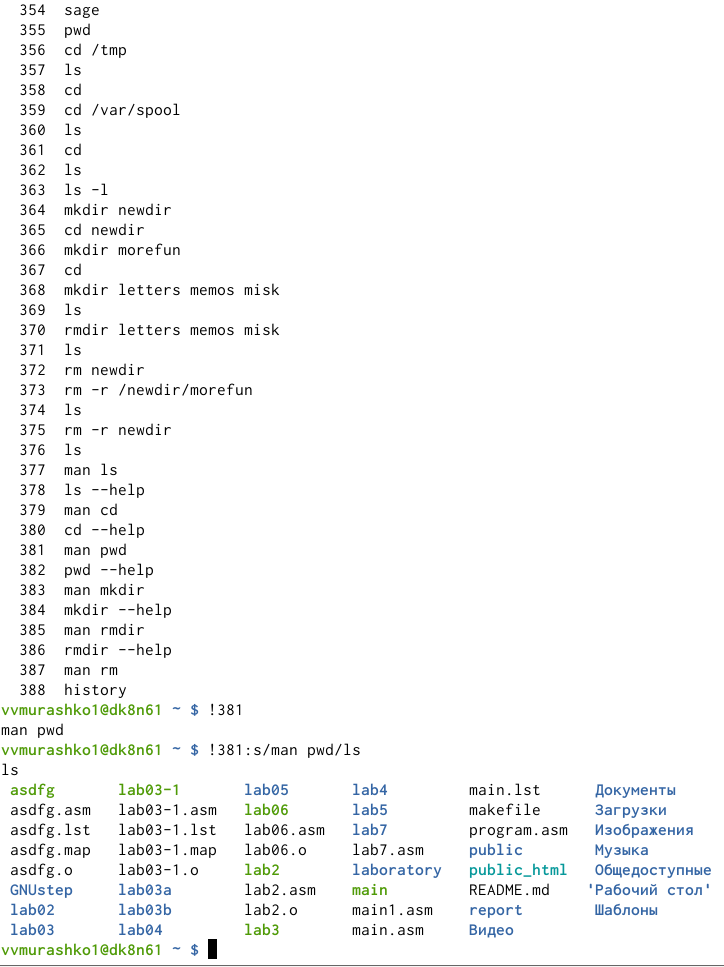 354  sage
355  pwd
356  cd /tmp
357  ls
358  cd
359  cd /var/spool
360  ls
361  cd
362  ls
363  ls -l
364  mkdir newdir
365  cd newdir
366  mkdir morefun
367  cd
368  mkdir letters memos misk
369  ls
370  rmdir letters memos misk
371  ls
372  rm newdir
373  rm -r /newdir/morefun
374  ls
375  rm -r newdir
376  ls
377  man ls
378  ls --help
379  man cd
380  cd --help
381  man pwd
382  pwd --help
383  man mkdir
384  mkdir --help
385  man rmdir
386  rmdir --help
387  man rm
388  history
vvmurashko1@dk8n61 ~ $ !381
man pwd
vvmurashko1@dk8n61 ~ $ !381:s/man pwd/ls
ls
asdfg      lab03-1      lab05      lab4        main.lst     Документы
asdfg.asm  lab03-1.asm  lab06      lab5        makefile     Загрузки
asdfg.lst  lab03-1.lst  lab06.asm  lab7        program.asm  Изображения
asdfg.map  lab03-1.map  lab06.o    lab7.asm    public       Музыка
asdfg.o    lab03-1.o    lab2       laboratory  public_html  Общедоступные
GNUstep    lab03a       lab2.asm   main        README.md    'Рабочий стол'
lab02      lab03b       lab2.o     main1.asm   report       Шаблоны
lab03      lab04        lab3       main.asm    Видео
vvmurashko1@dk8n61 ~ $